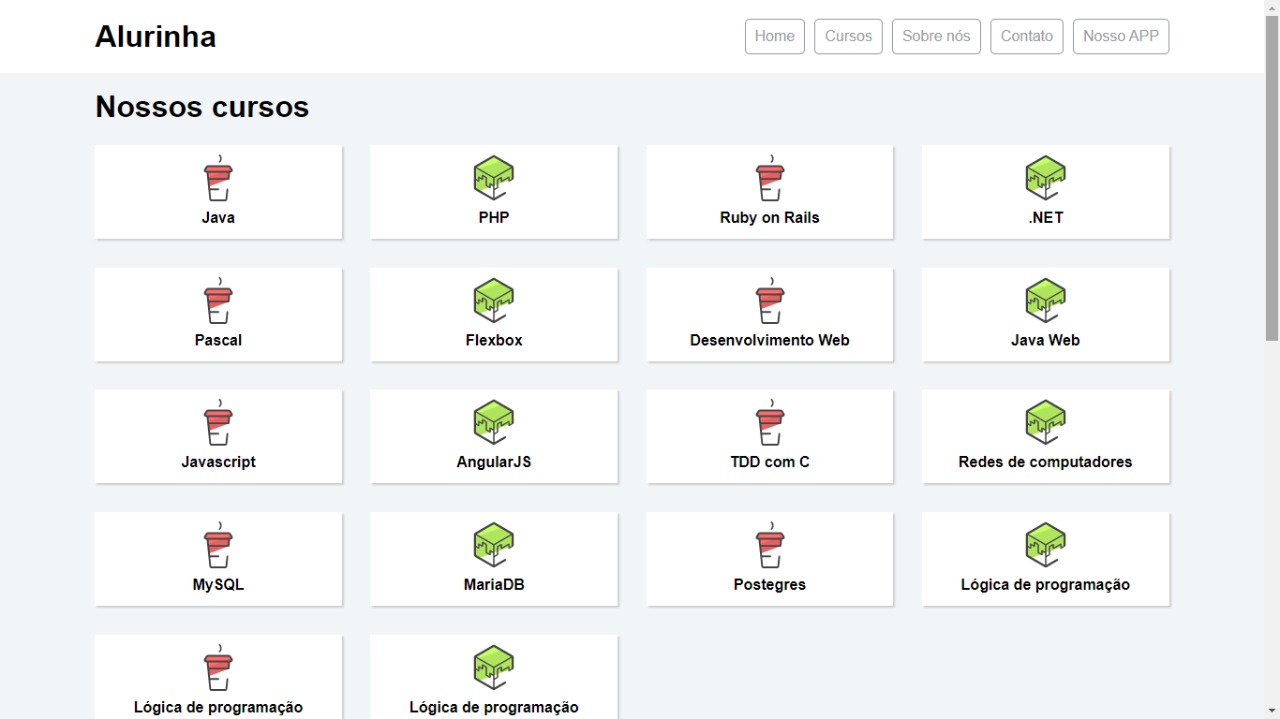 Alurinha
Home
Cursos
Sobre nós
Contato
Nosso APP
Nossos cursos
Java
PHP
Ruby on Rails
.NET
Pascal
Flexbox
Desenvolvimento Web
Java Web
Javascript
AngularJS
TDD com C
Redes de computadores
MySQL
MariaDB
Postegres
Lógica de programação
Lógica de programação
Lógica de programação